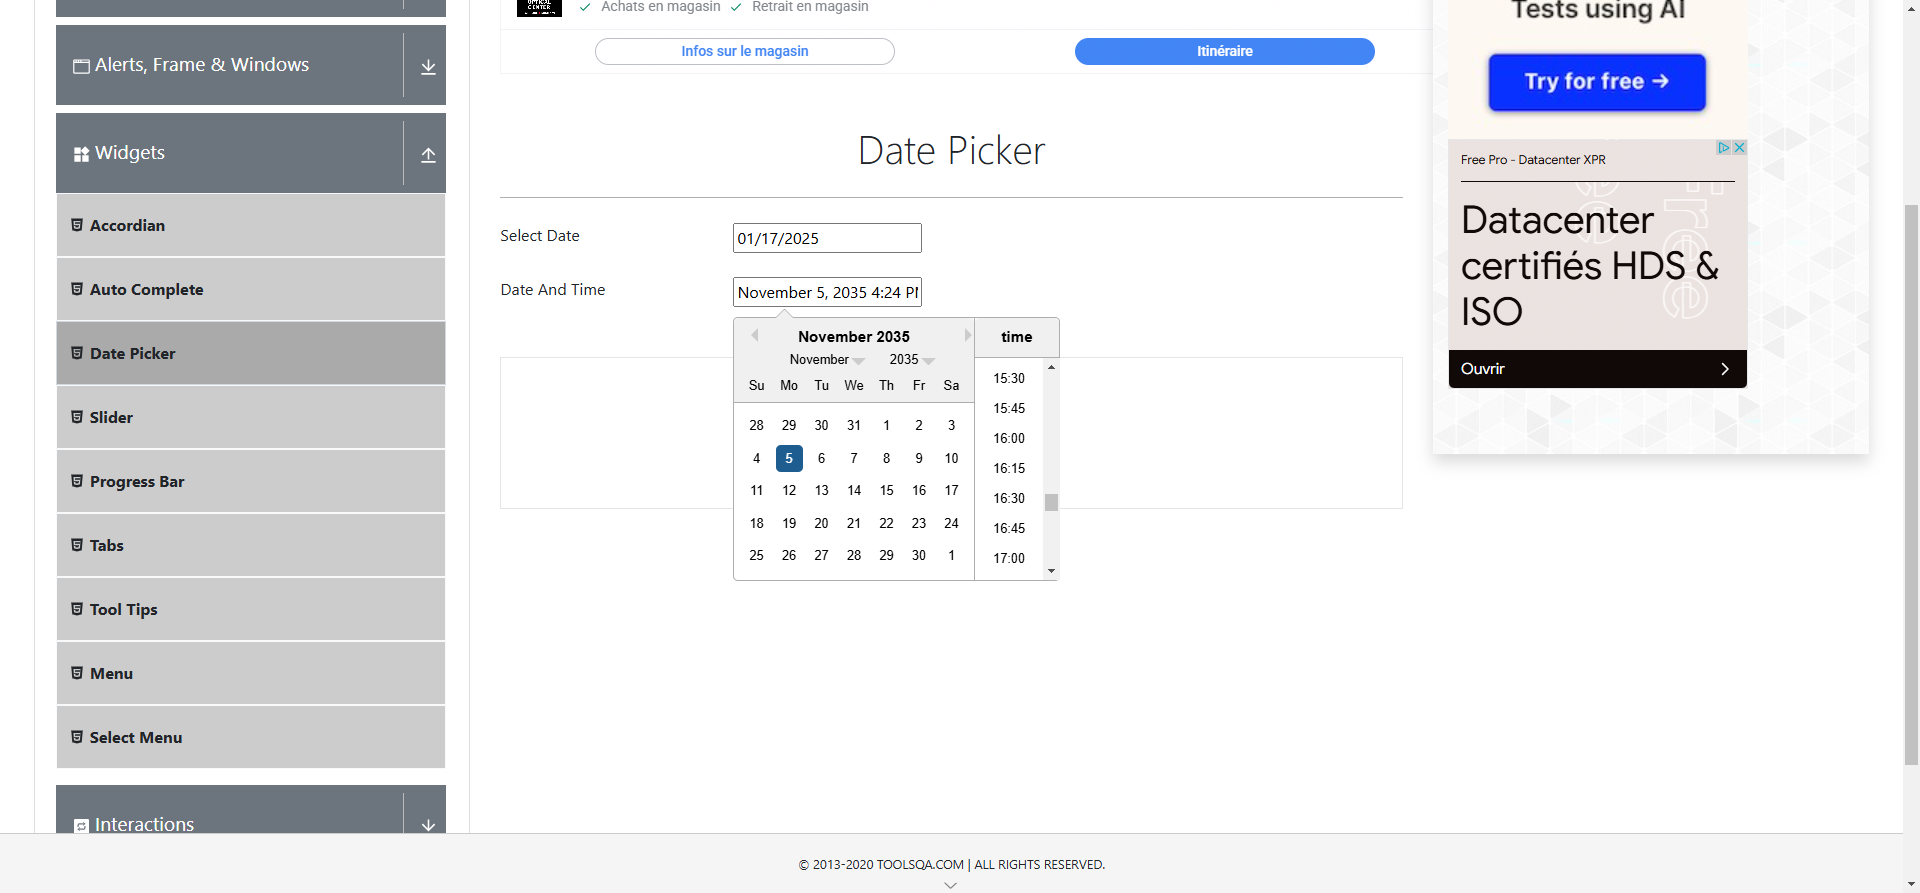 OPTICAL
CENTER
Achats en magasin Retrait en magasin
Infos sur le magasin
Itinéraire
Tests using AI
Try for free →
Alerts, Frame & Windows
Widgets
Accordian
Auto Complete
Date Picker
Slider
Progress Bar
Tabs
Tool Tips
Menu
Select Menu
Interactions
Date Picker
Select Date
01/17/2025
Date And Time
November 5, 2035 4:24 PM
November 2035
November 2035
Su Mo Tu We Th Fr Sa
28 29 30 31 1 2 3
4 5 6 7 8 9 10
11 12 13 14 15 16 17
18 19 20 21 22 23 24
25 26 27 28 29 30 1
time
15:30
15:45
16:00
16:15
16:30
16:45
17:00
Free Pro - Datacenter XPR
Datacenter
certifiés HDS &
ISO
Ouvrir
© 2013-2020 TOOLSQA.COM | ALL RIGHTS RESERVED.